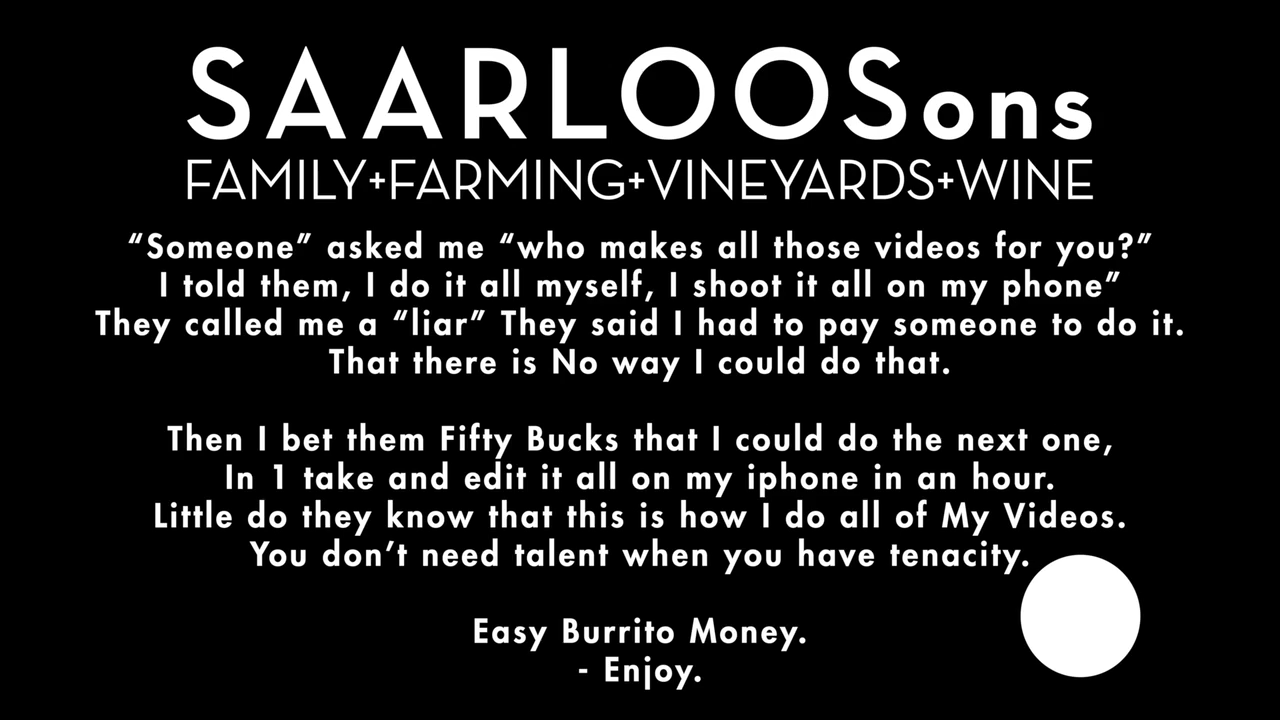 SAARLOOSons
FAMILY+FARMING+VINEYARDS+WINE
“Someone” asked me “who makes all those videos for you?”
I told them, I do it all myself, I shoot it all on my phone”
They called me a “liar” They said I had to pay someone to do it.
That there is No way I could do that.
Then I bet them Fifty Bucks that I could do the next one,
In 1 take and edit it all on my iphone in an hour.
Little do they know that this is how I do all of My Videos.
You don’t need talent when you have tenacity.
Easy Burrito Money.
- Enjoy.